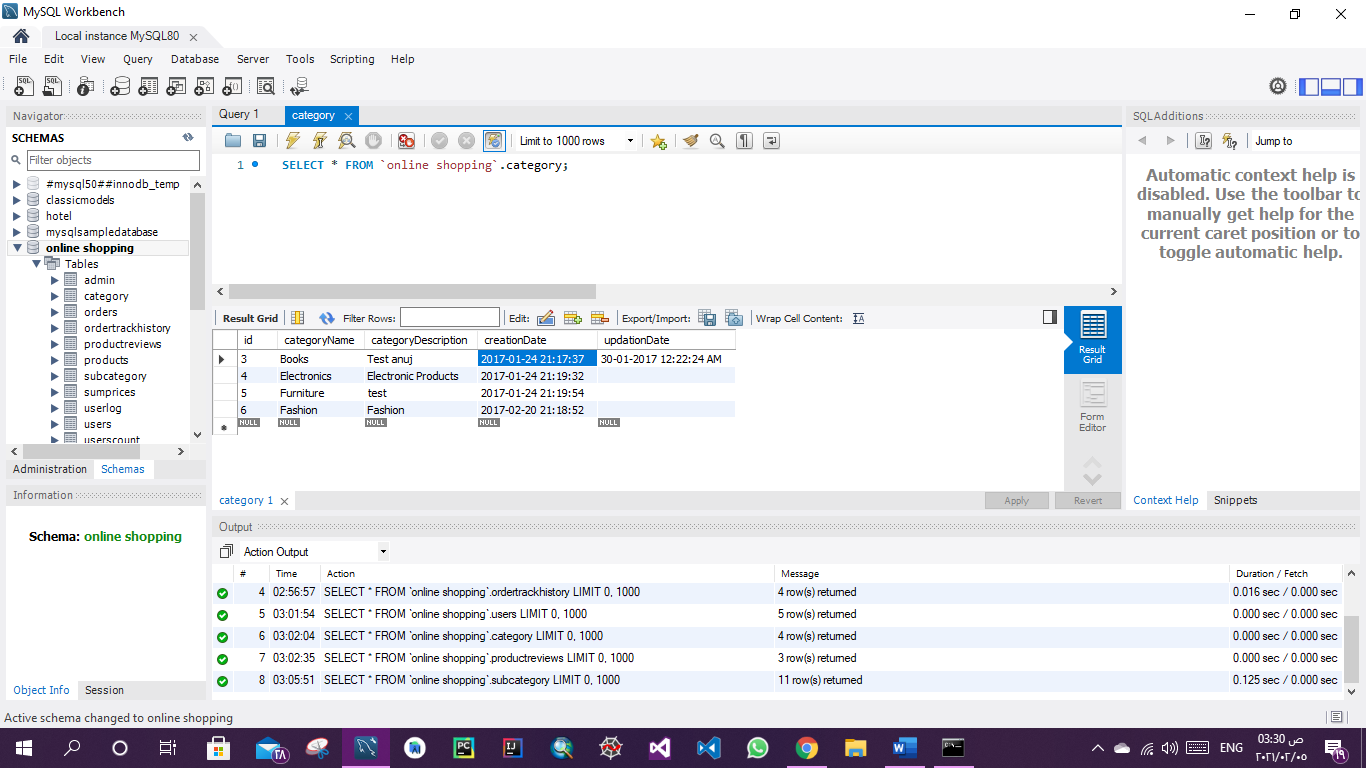 MySQL Workbench
Local instance MySQL80
File Edit View Query Database Server Tools Scripting Help
Navigator
SCHEMAS
Filter objects
#mysql50##innodb_temp
classicmodels
hotel
mysqlsampledatabase
online shopping
Tables
admin
category
orders
ordertrackhistory
productreviews
products
subcategory
sumprices
userlog
users
userscount
Administration Schemas
Information
Schema: online shopping
Object Info Session
Query 1 category
Limit to 1000 rows
1 SELECT * FROM `online shopping`.category;
Result Grid Filter Rows: Edit: Export/Import: Wrap Cell Content:
id categoryName categoryDescription creationDate updationDate
3 Books Test anuj 2017-01-24 21:17:37 30-01-2017 12:22:24 AM
4 Electronics Electronic Products 2017-01-24 21:19:32
5 Furniture test 2017-01-24 21:19:54
6 Fashion Fashion 2017-02-20 21:18:52
NULL NULL NULL NULL NULL
Result Grid
Form Editor
category 1 Apply Revert
SQLAdditions
Jump to
Automatic context help is
disabled. Use the toolbar to
manually get help for the
current caret position or to
toggle automatic help.
Context Help Snippets
Output
Action Output
# Time Action Message Duration / Fetch
4 02:56:57 SELECT * FROM `online shopping`.ordertrackhistory LIMIT 0, 1000 4 row(s) returned 0.016 sec / 0.000 sec
5 03:01:54 SELECT * FROM `online shopping`.users LIMIT 0, 1000 5 row(s) returned 0.000 sec / 0.000 sec
6 03:02:04 SELECT * FROM `online shopping`.category LIMIT 0, 1000 4 row(s) returned 0.000 sec / 0.000 sec
7 03:02:35 SELECT * FROM `online shopping`.productreviews LIMIT 0, 1000 3 row(s) returned 0.000 sec / 0.000 sec
8 03:05:51 SELECT * FROM `online shopping`.subcategory LIMIT 0, 1000 11 row(s) returned 0.125 sec / 0.000 sec
Active schema changed to online shopping
٢٨
PC
IJ
ENG
03:30 ص
٢٠٢١/٠٢/٠٥
١٩